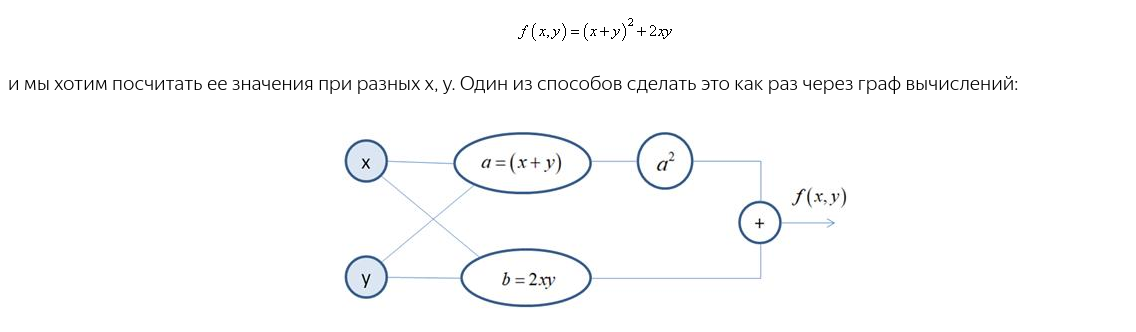 f(x,y)=(x+y)²+2xy
и мы хотим посчитать ее значения при разных x, y. Один из способов сделать это как раз через граф вычислений:
x
a=(x+y)
a²
f(x,y)
+
y
b=2xy